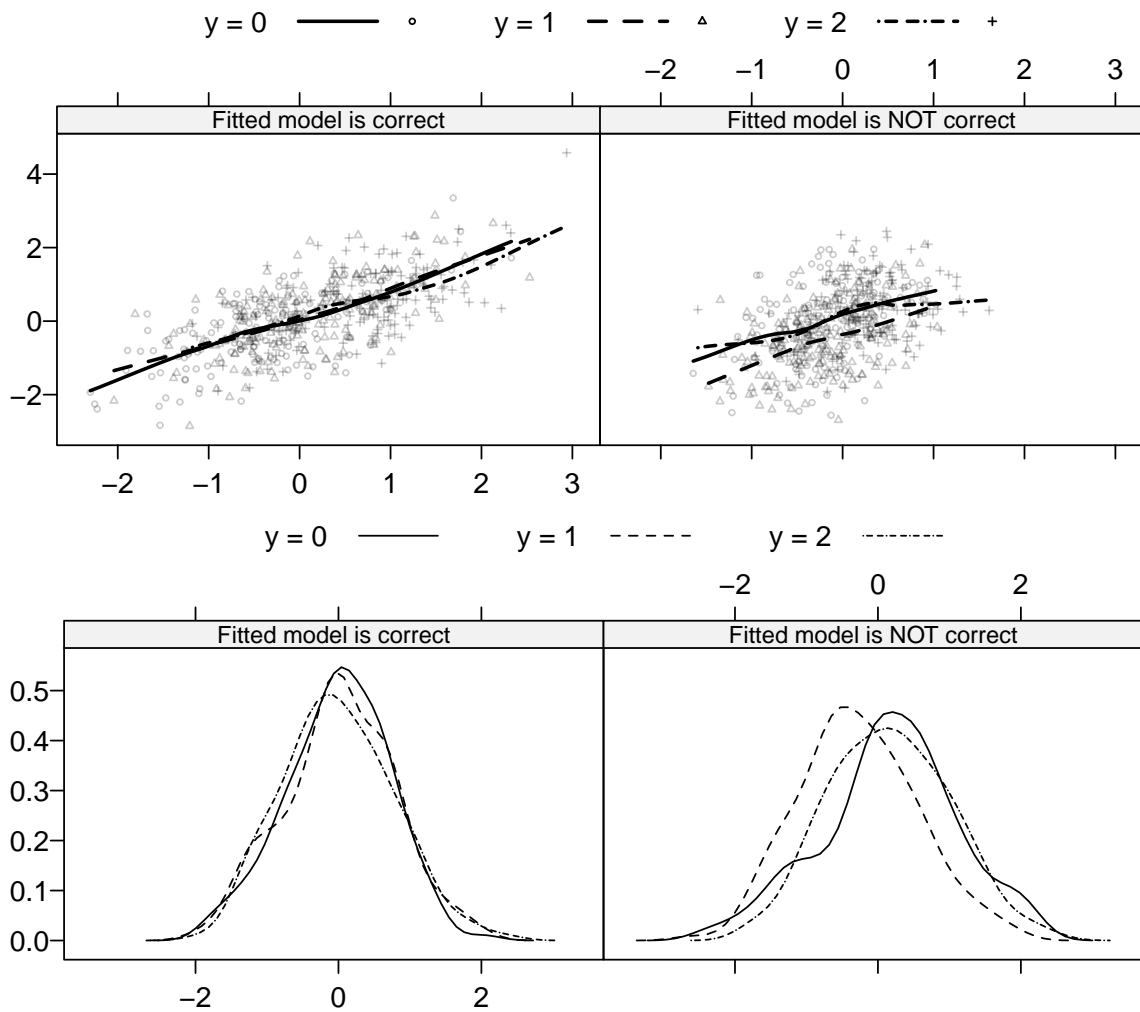 y = 0 y = 1 y = 2
−2 −1 0 1 2 3
Fitted model is correct Fitted model is NOT correct
4
2
0
−2
−2 −1 0 1 2 3
y = 0 y = 1 y = 2
−2 0 2
Fitted model is correct Fitted model is NOT correct
0.5
0.4
0.3
0.2
0.1
0.0
−2 0 2